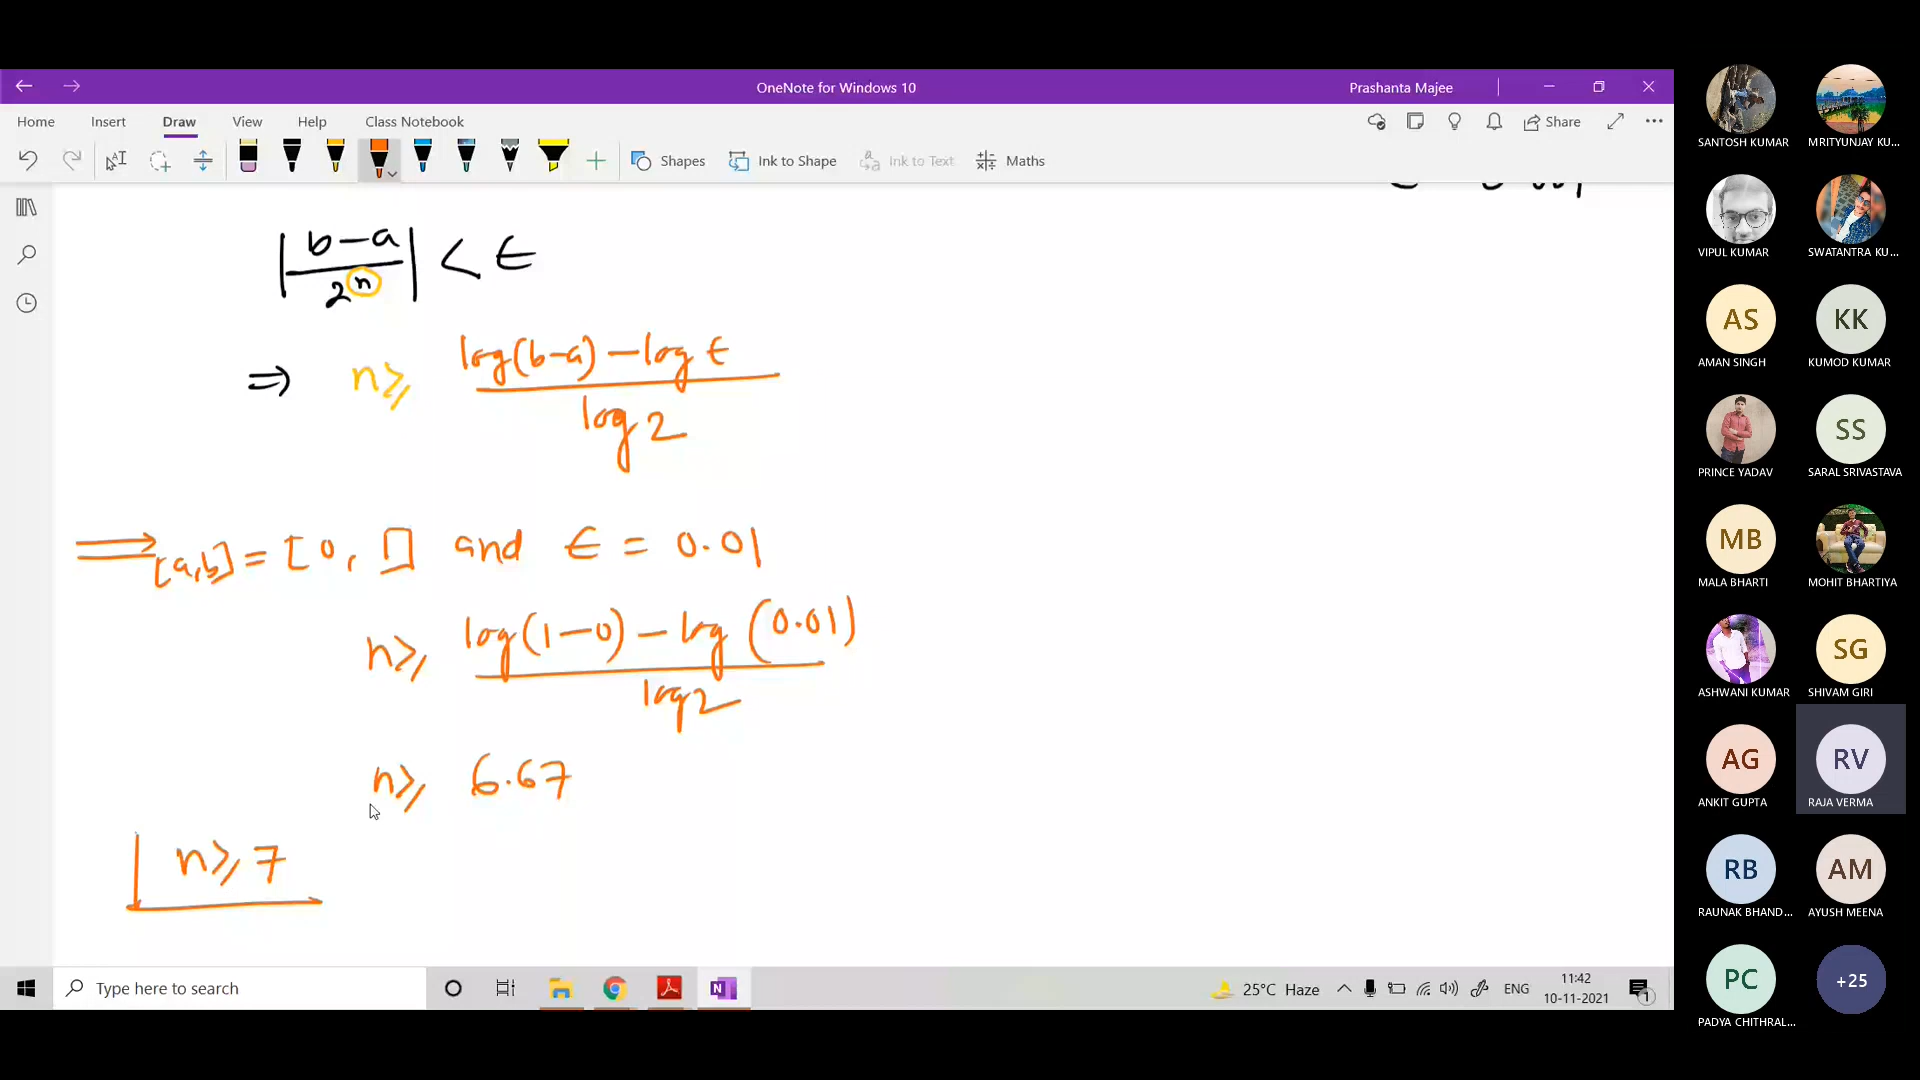 OneNote for Windows 10
Prashanta Majee
Home Insert Draw View Help Class Notebook
Share
Shapes Ink to Shape Ink to Text Maths
|b-a / 2^n| < ε
⇒ n ≥ log(b-a) - log ε / log 2
⟹ [a,b] = [0, 1] and ε = 0.01
n ≥ log(1-0) - log (0.01) / log 2
n ≥ 6.67
n ≥ 7
Type here to search
25°C Haze
ENG
11:42
10-11-2021
1
SANTOSH KUMAR
MRITYUNJAY KU...
VIPUL KUMAR
SWATANTRA KU...
AS
AMAN SINGH
KK
KUMOD KUMAR
PRINCE YADAV
SS
SARAL SRIVASTAVA
MB
MALA BHARTI
MOHIT BHARTIYA
ASHWANI KUMAR
SG
SHIVAM GIRI
AG
ANKIT GUPTA
RV
RAJA VERMA
RB
RAUNAK BHAND...
AM
AYUSH MEENA
PC
PADYA CHITHRAL...
+25